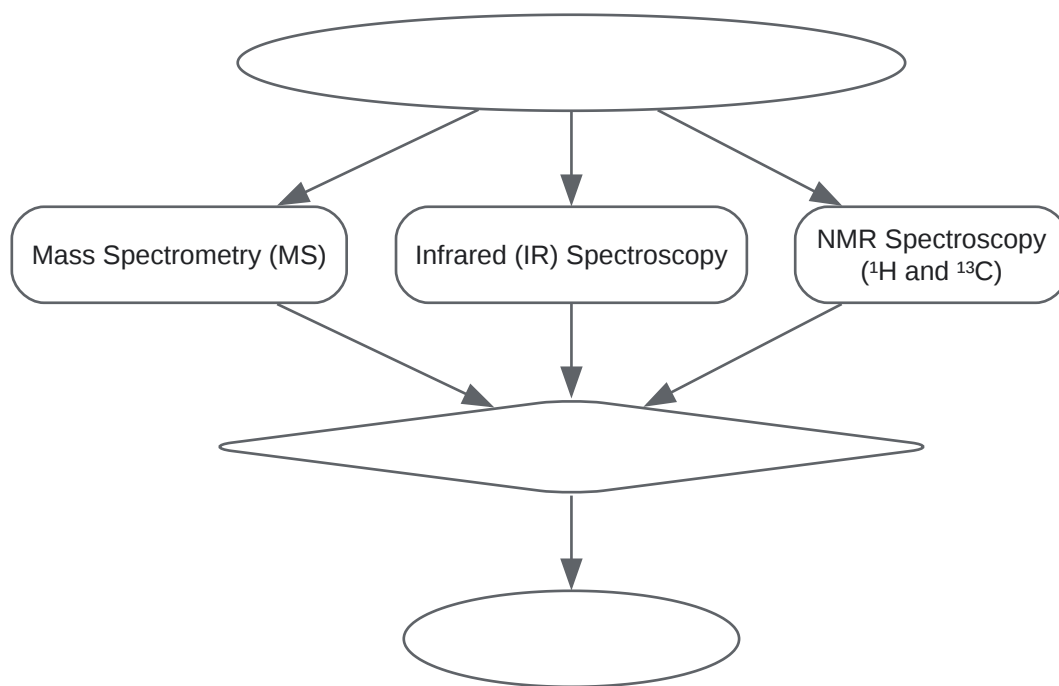 Mass Spectrometry (MS)
Infrared (IR) Spectroscopy
NMR Spectroscopy
(¹H and ¹³C)